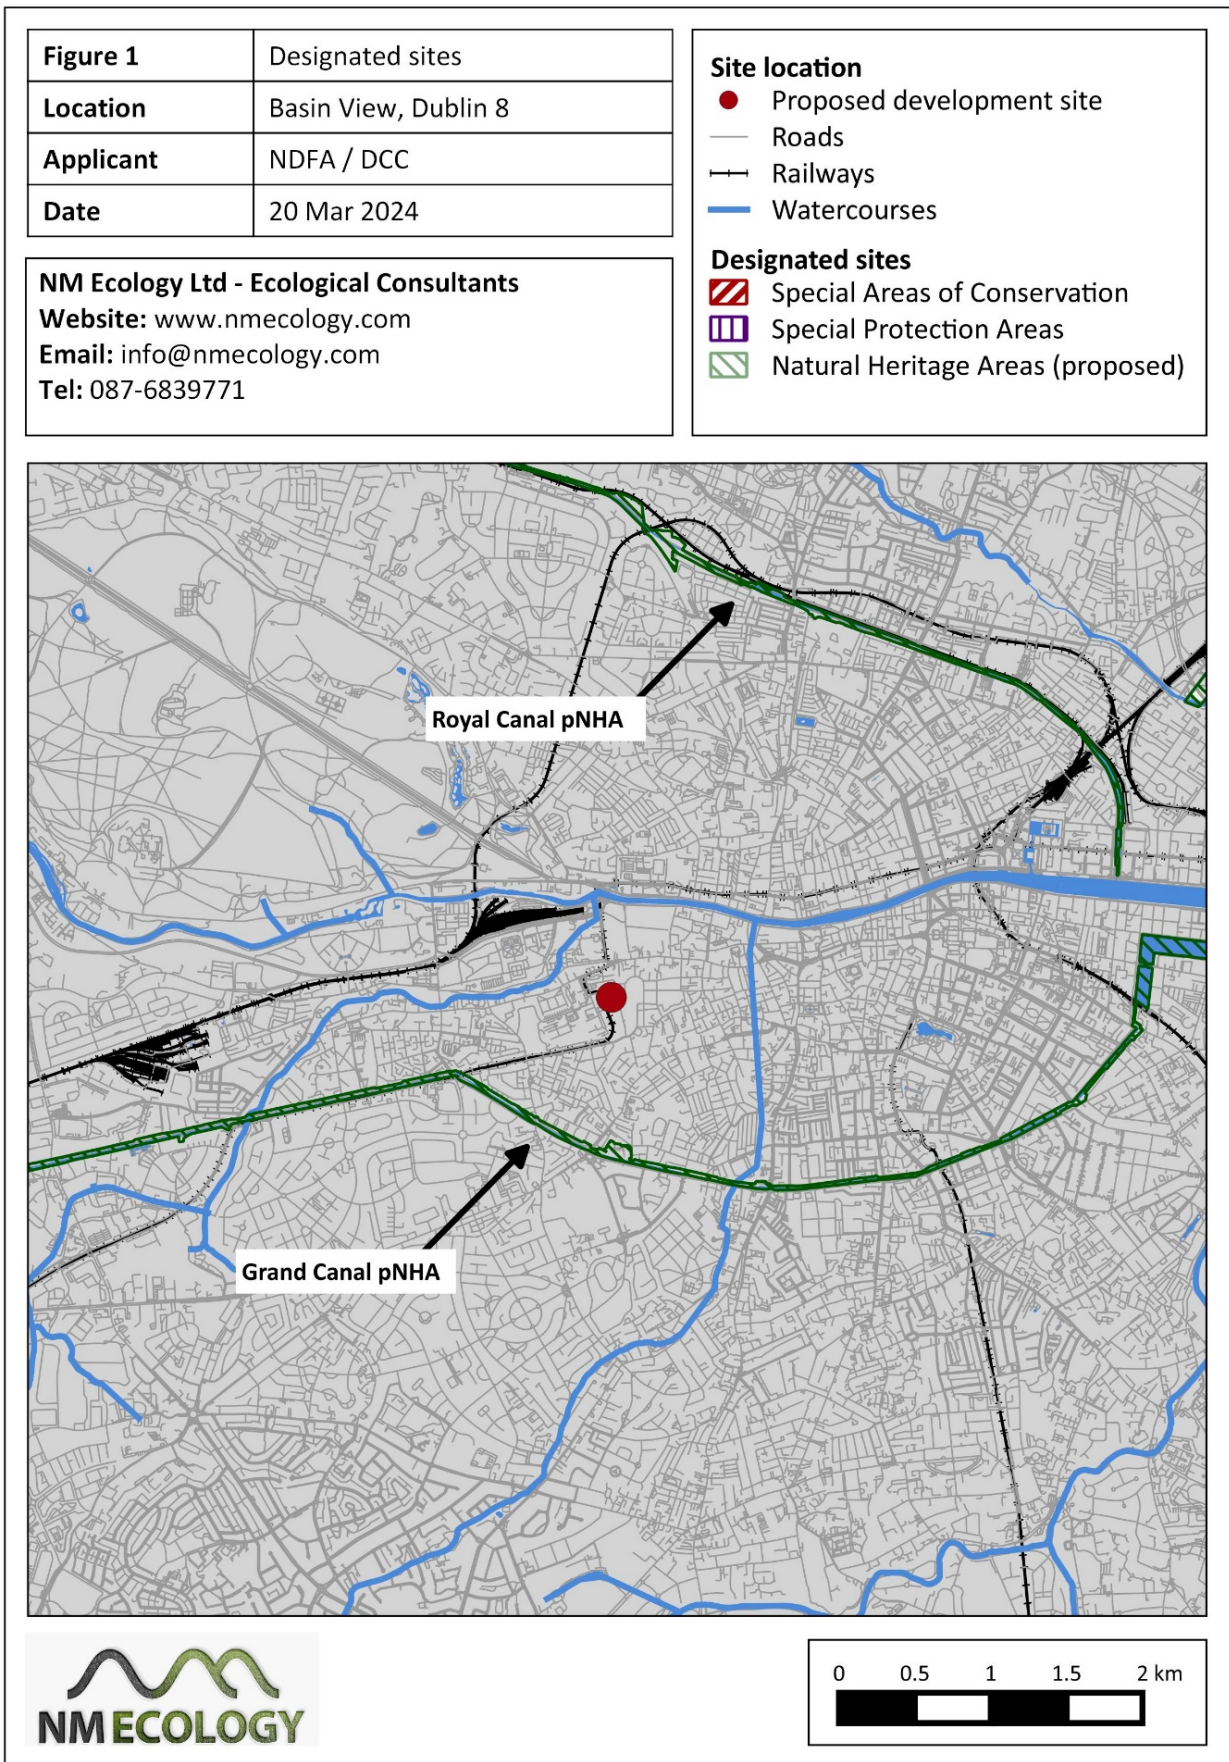 Figure 1 Designated sites
Location Basin View, Dublin 8
Applicant NDFA / DCC
Date 20 Mar 2024
NM Ecology Ltd - Ecological Consultants
Website: www.nmecology.com
Email: info@nmecology.com
Tel: 087-6839771
Site location
Proposed development site
Roads
Railways
Watercourses
Designated sites
Special Areas of Conservation
Special Protection Areas
Natural Heritage Areas (proposed)
Royal Canal pNHA
Grand Canal pNHA
NM ECOLOGY
0 0.5 1 1.5 2 km